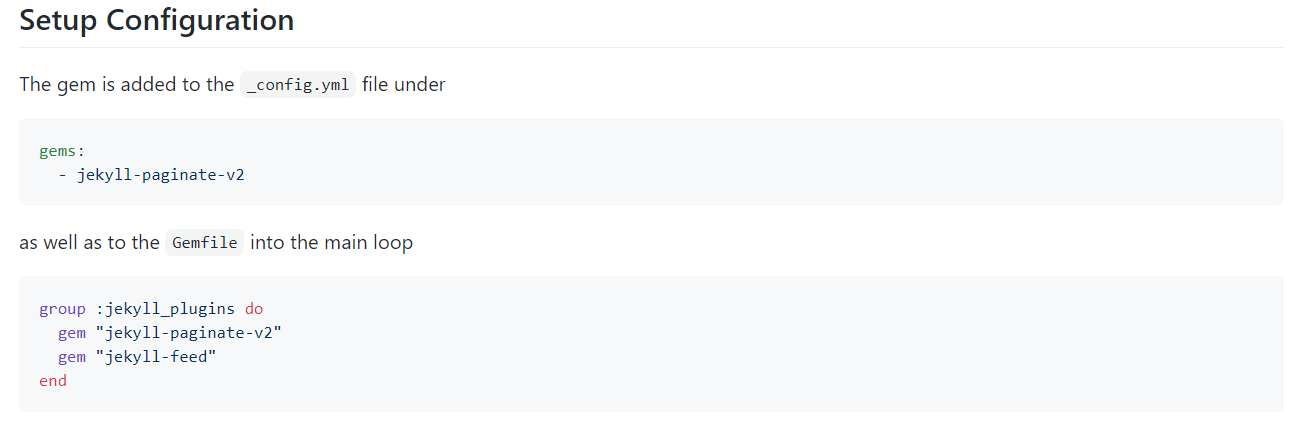 Setup Configuration
The gem is added to the _config.yml file under
gems:
  - jekyll-paginate-v2
as well as to the Gemfile into the main loop
group :jekyll_plugins do
  gem "jekyll-paginate-v2"
  gem "jekyll-feed"
end